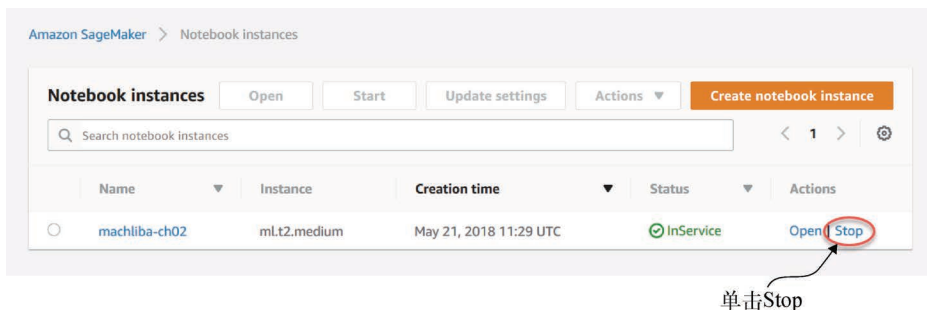 Amazon SageMaker > Notebook instances
Notebook instances Open Start Update settings Actions ▼ Create notebook instance
Search notebook instances < 1 >
Name ▼ Instance Creation time ▼ Status ▼ Actions
machliba-ch02 ml.t2.medium May 21, 2018 11:29 UTC InService Open | Stop
单击Stop